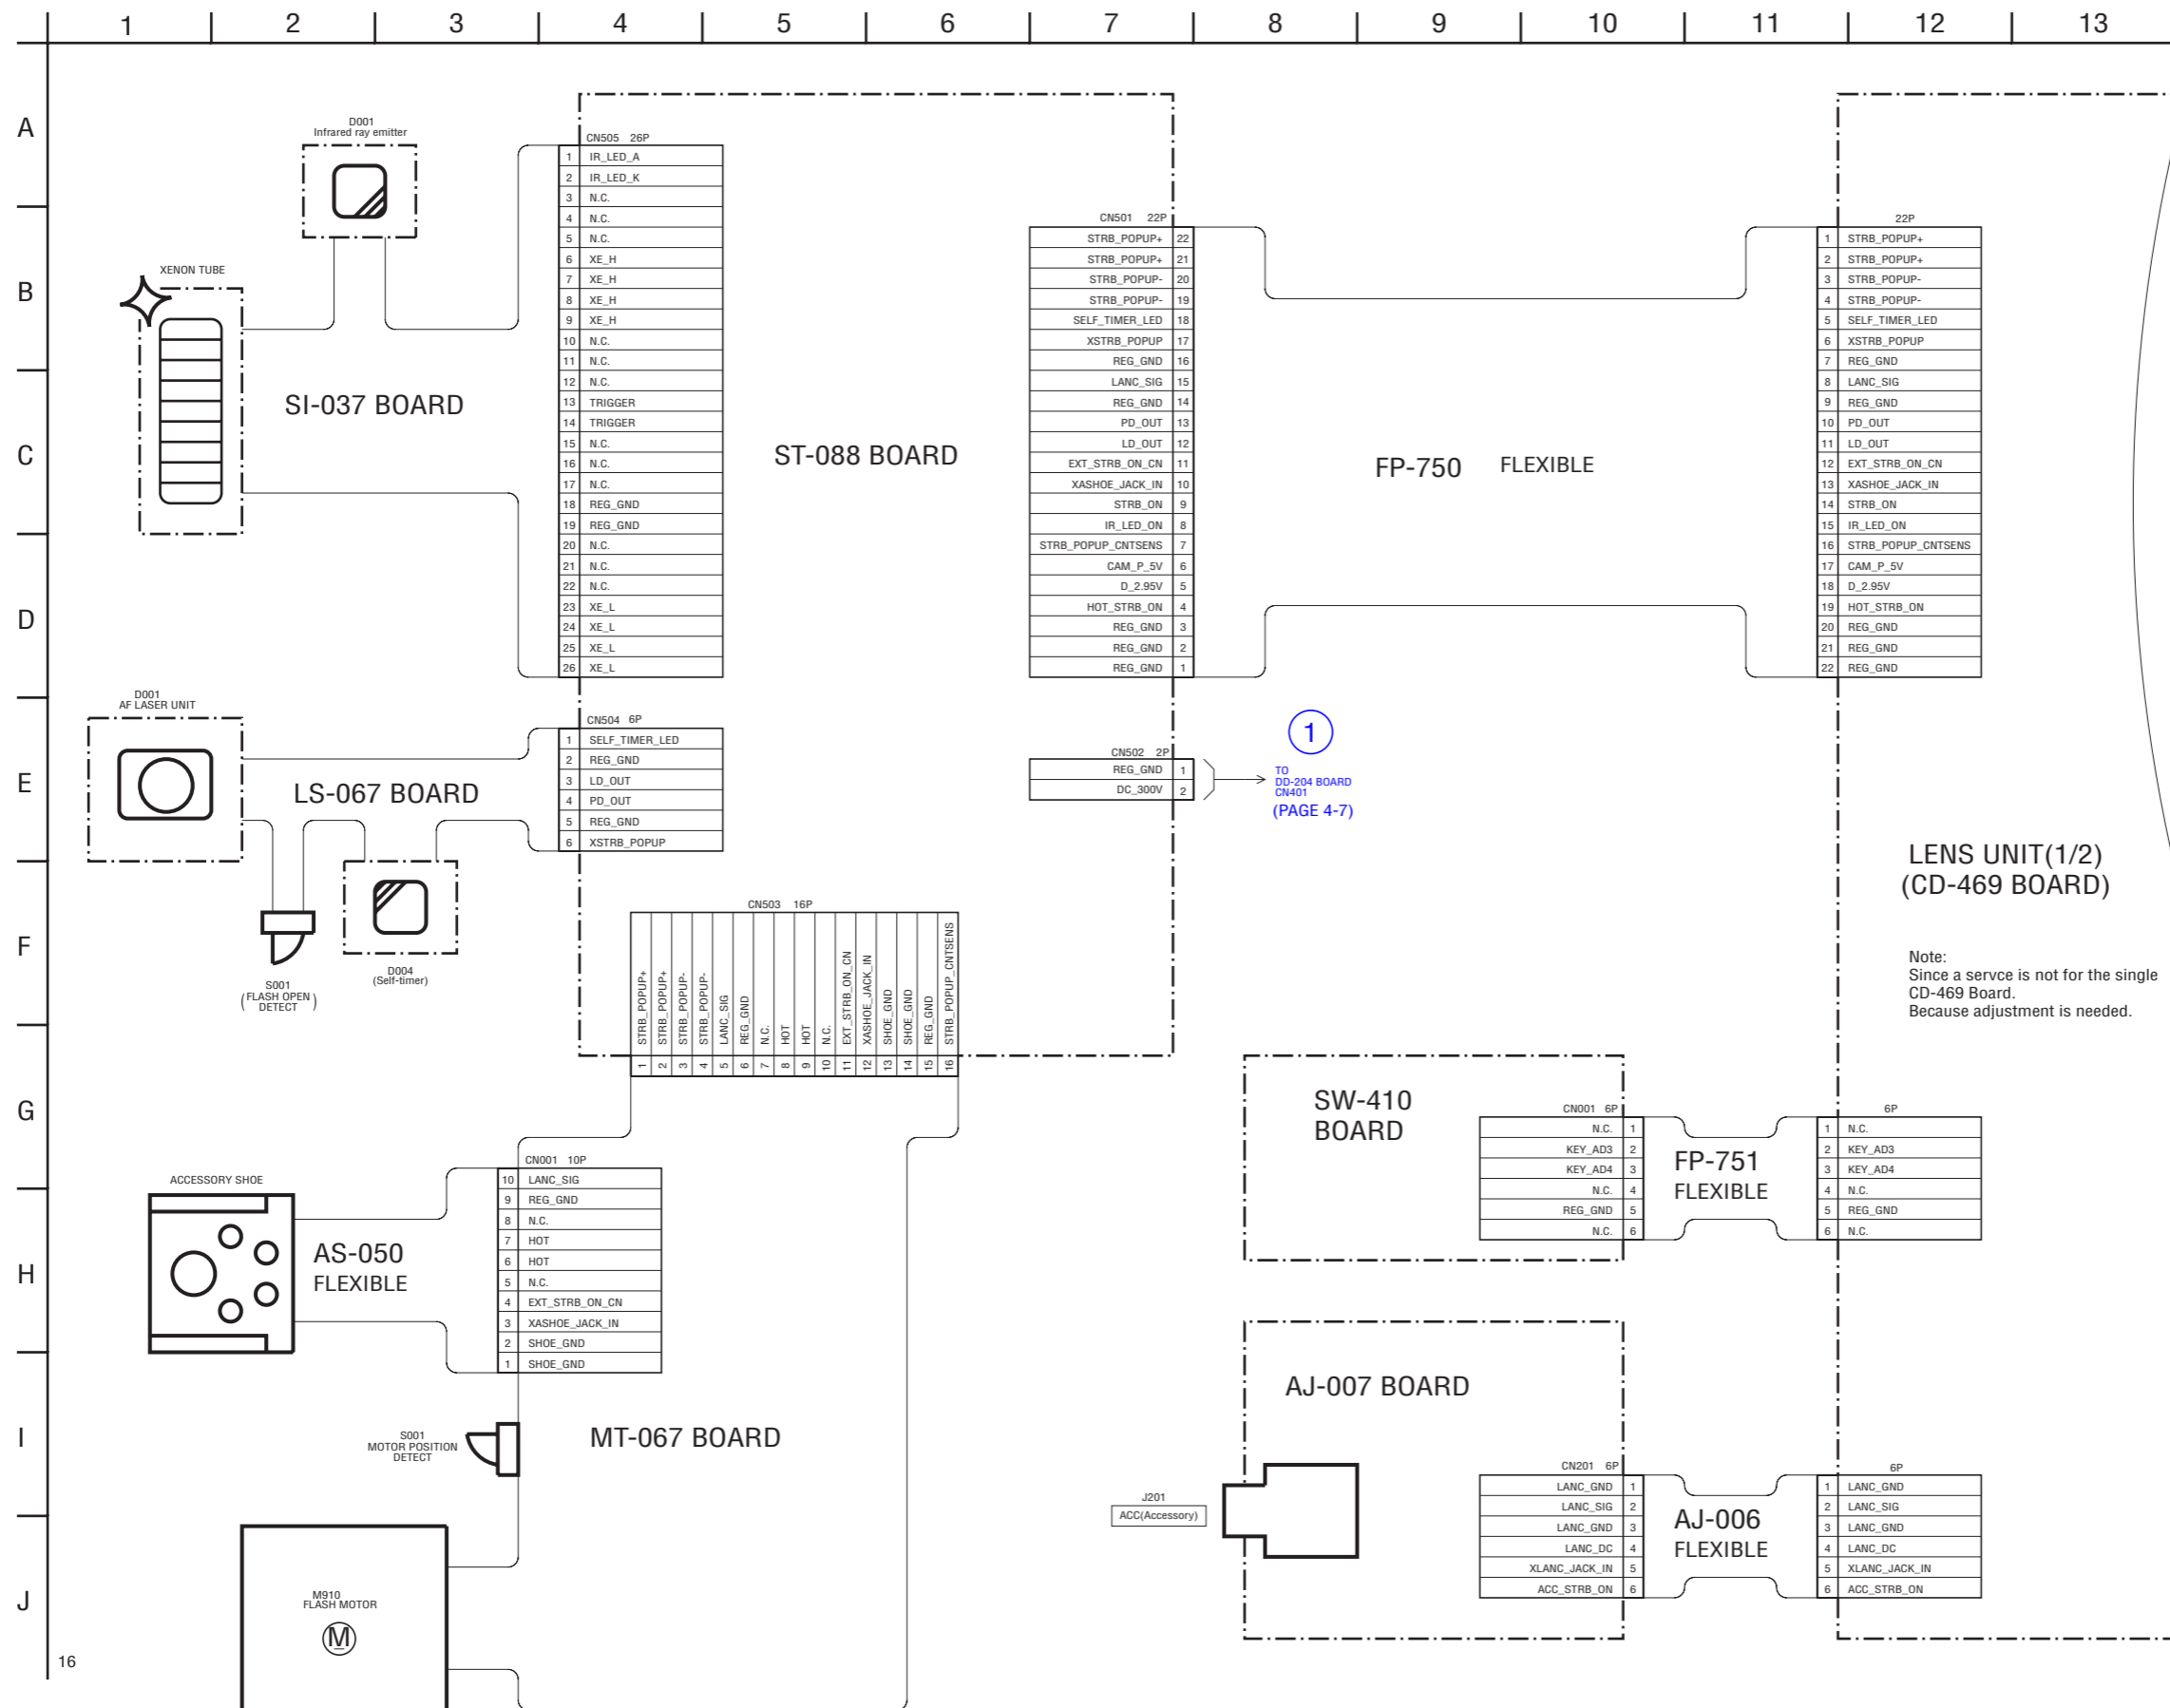 1 2 3 4 5 6 7 8 9 10 11 12 13
A
B
C
D
E
F
G
H
I
J
16
D001
Infrared ray emitter
XENON TUBE
SI-037 BOARD
CN505 26P
1 IR_LED_A
2 IR_LED_K
3 N.C.
4 N.C.
5 N.C.
6 XE_H
7 XE_H
8 XE_H
9 XE_H
10 N.C.
11 N.C.
12 N.C.
13 TRIGGER
14 TRIGGER
15 N.C.
16 N.C.
17 N.C.
18 REG_GND
19 REG_GND
20 N.C.
21 N.C.
22 N.C.
23 XE_L
24 XE_L
25 XE_L
26 XE_L
ST-088 BOARD
CN501 22P
STRB_POPUP+ 22
STRB_POPUP+ 21
STRB_POPUP- 20
STRB_POPUP- 19
SELF_TIMER_LED 18
XSTRB_POPUP 17
REG_GND 16
LANC_SIG 15
REG_GND 14
PD_OUT 13
LD_OUT 12
EXT_STRB_ON_CN 11
XASHOE_JACK_IN 10
STRB_ON 9
IR_LED_ON 8
STRB_POPUP_CNTSENS 7
CAM_P_5V 6
D_2.95V 5
HOT_STRB_ON 4
REG_GND 3
REG_GND 2
REG_GND 1
FP-750 FLEXIBLE
22P
1 STRB_POPUP+
2 STRB_POPUP+
3 STRB_POPUP-
4 STRB_POPUP-
5 SELF_TIMER_LED
6 XSTRB_POPUP
7 REG_GND
8 LANC_SIG
9 REG_GND
10 PD_OUT
11 LD_OUT
12 EXT_STRB_ON_CN
13 XASHOE_JACK_IN
14 STRB_ON
15 IR_LED_ON
16 STRB_POPUP_CNTSENS
17 CAM_P_5V
18 D_2.95V
19 HOT_STRB_ON
20 REG_GND
21 REG_GND
22 REG_GND
D001
AF LASER UNIT
LS-067 BOARD
CN504 6P
1 SELF_TIMER_LED
2 REG_GND
3 LD_OUT
4 PD_OUT
5 REG_GND
6 XSTRB_POPUP
S001
(FLASH OPEN
DETECT)
D004
(Self-timer)
CN502 2P
REG_GND 1
DC_300V 2
1
TO
DD-204 BOARD
CN401
(PAGE 4-7)
LENS UNIT(1/2)
(CD-469 BOARD)
Note:
Since a servce is not for the single
CD-469 Board.
Because adjustment is needed.
CN503 16P
1 STRB_POPUP+
2 STRB_POPUP+
3 STRB_POPUP-
4 STRB_POPUP-
5 LANC_SIG
6 REG_GND
7 N.C.
8 HOT
9 HOT
10 N.C.
11 EXT_STRB_ON_CN
12 XASHOE_JACK_IN
13 SHOE_GND
14 SHOE_GND
15 REG_GND
16 STRB_POPUP_CNTSENS
SW-410
BOARD
CN001 6P
N.C. 1
KEY_AD3 2
KEY_AD4 3
N.C. 4
REG_GND 5
N.C. 6
FP-751
FLEXIBLE
6P
1 N.C.
2 KEY_AD3
3 KEY_AD4
4 N.C.
5 REG_GND
6 N.C.
ACCESSORY SHOE
AS-050
FLEXIBLE
CN001 10P
10 LANC_SIG
9 REG_GND
8 N.C.
7 HOT
6 HOT
5 N.C.
4 EXT_STRB_ON_CN
3 XASHOE_JACK_IN
2 SHOE_GND
1 SHOE_GND
S001
MOTOR POSITION
DETECT
MT-067 BOARD
M910
FLASH MOTOR
M
AJ-007 BOARD
J201
ACC(Accessory)
CN201 6P
LANC_GND 1
LANC_SIG 2
LANC_GND 3
LANC_DC 4
XLANC_JACK_IN 5
ACC_STRB_ON 6
AJ-006
FLEXIBLE
6P
1 LANC_GND
2 LANC_SIG
3 LANC_GND
4 LANC_DC
5 XLANC_JACK_IN
6 ACC_STRB_ON